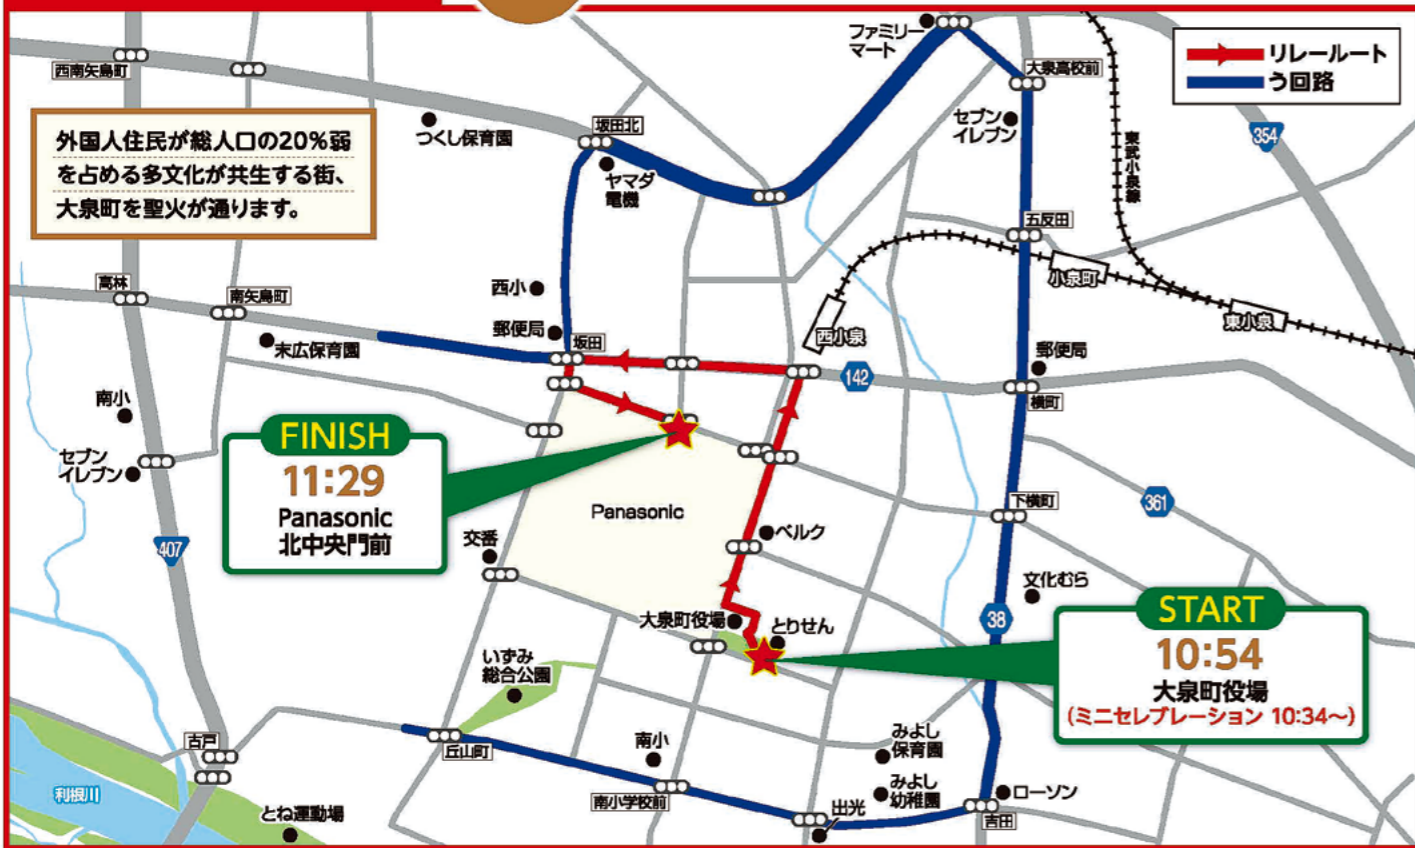 ファミリー
マート
リレールート
う回路
西南矢島町
大泉高校前
外国人住民が総人口の20%弱
を占める多文化が共生する街、
大泉町を聖火が通ります。
つくし保育園
坂田北
ヤマダ
電機
セブン
イレブン
東武小泉線
354
五反田
小泉町
東小泉
西小泉
高林
南矢島町
西小
郵便局
坂田
末広保育園
142
郵便局
横町
南小
セブン
イレブン
407
FINISH
11:29
Panasonic
北中央門前
Panasonic
交番
ベルク
下横町
361
文化むら
38
大泉町役場
とりせん
START
10:54
大泉町役場
(ミニセレブレーション 10:34〜)
いずみ
総合公園
丘山町
古戸
利根川
とね運動場
南小
南小学校前
みよし
保育園
みよし
幼稚園
出光
ローソン
吉田